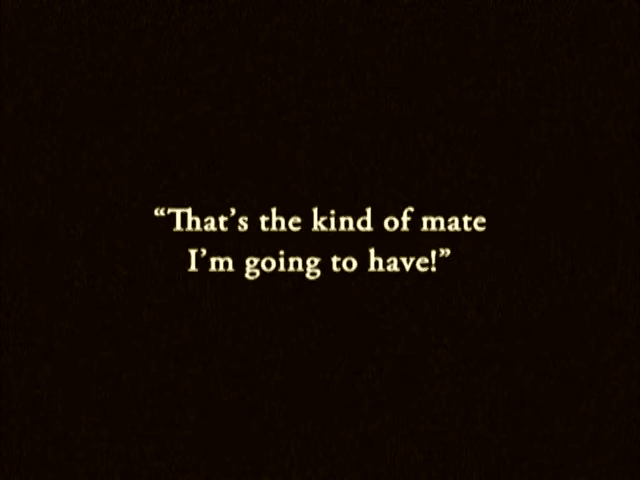 “That’s the kind of mate
I’m going to have!”